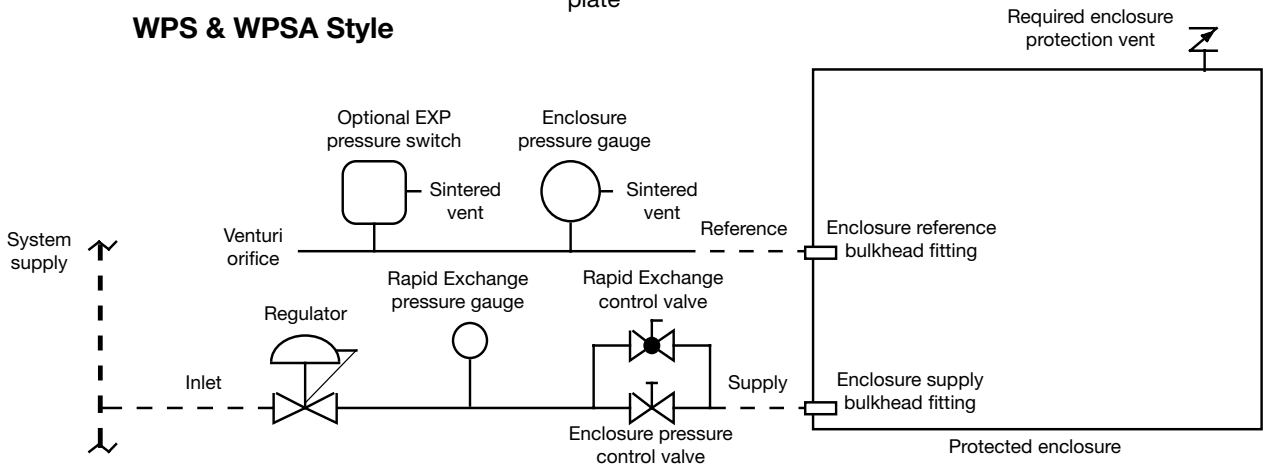 plate
WPS & WPSA Style
Required enclosure
protection vent
Optional EXP
pressure switch
Enclosure
pressure gauge
Sintered
vent
Sintered
vent
System
supply
Venturi
orifice
Reference
Enclosure reference
bulkhead fitting
Rapid Exchange
pressure gauge
Rapid Exchange
control valve
Regulator
Inlet
Supply
Enclosure supply
bulkhead fitting
Enclosure pressure
control valve
Protected enclosure